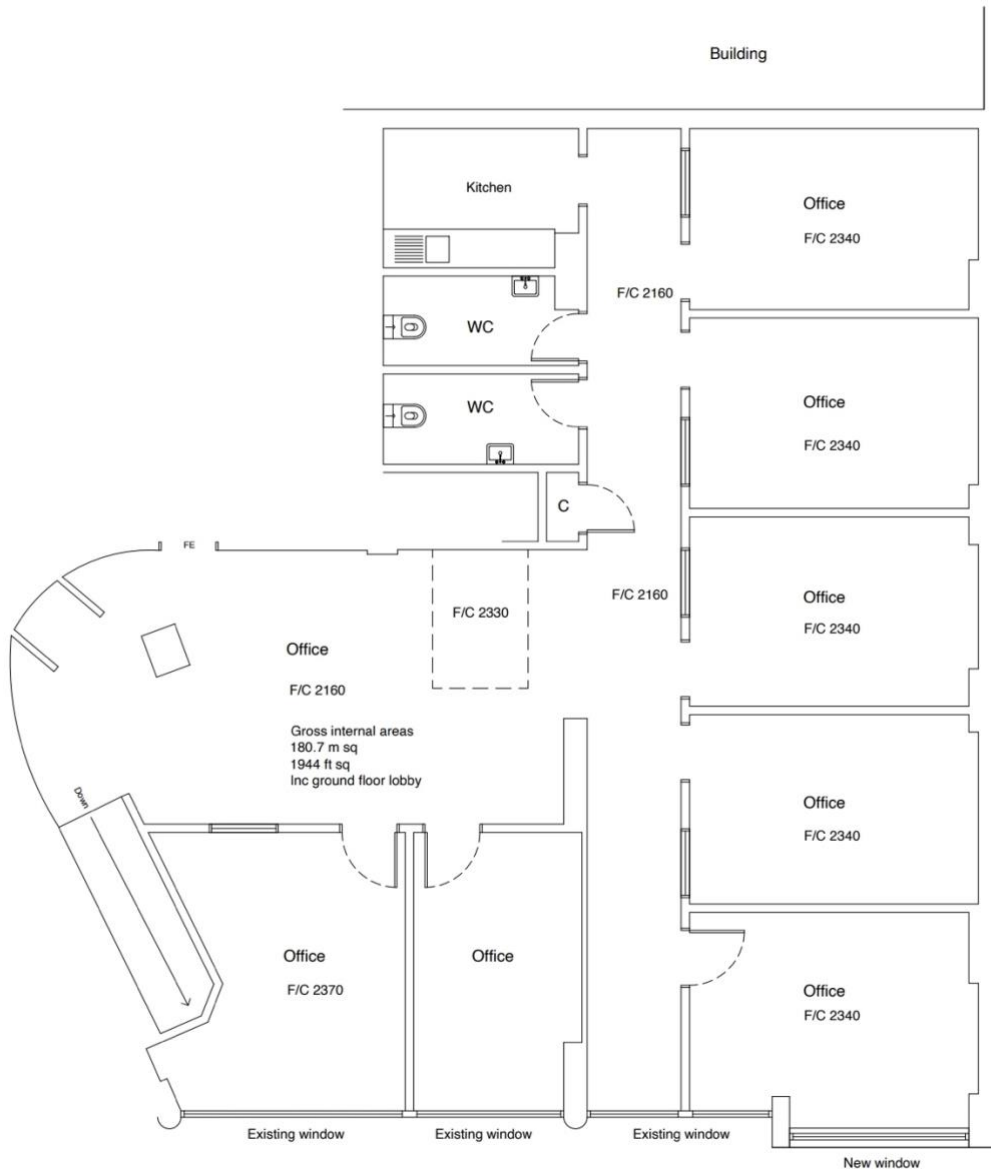 Building
Kitchen
Office
F/C 2340
F/C 2160
WC
Office
F/C 2340
WC
C
FE
F/C 2160
F/C 2330
Office
F/C 2340
Office
F/C 2160
Gross internal areas
180.7 m sq
1944 ft sq
Inc ground floor lobby
Down
Office
F/C 2340
Office
F/C 2370
Office
Office
F/C 2340
Existing window
Existing window
Existing window
New window